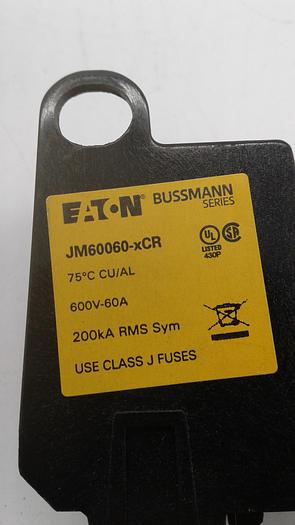 EATON BUSSMANN
SERIES
JM60060-xCR
UL
LISTED
430P
75°C CU/AL
600V-60A
200kA RMS Sym
USE CLASS J FUSES